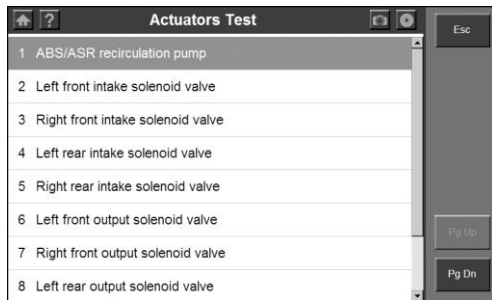 ? Actuators Test
Esc
1 ABS/ASR recirculation pump
2 Left front intake solenoid valve
3 Right front intake solenoid valve
4 Left rear intake solenoid valve
5 Right rear intake solenoid valve
6 Left front output solenoid valve
7 Right front output solenoid valve
8 Left rear output solenoid valve
Pg Up
Pg Dn